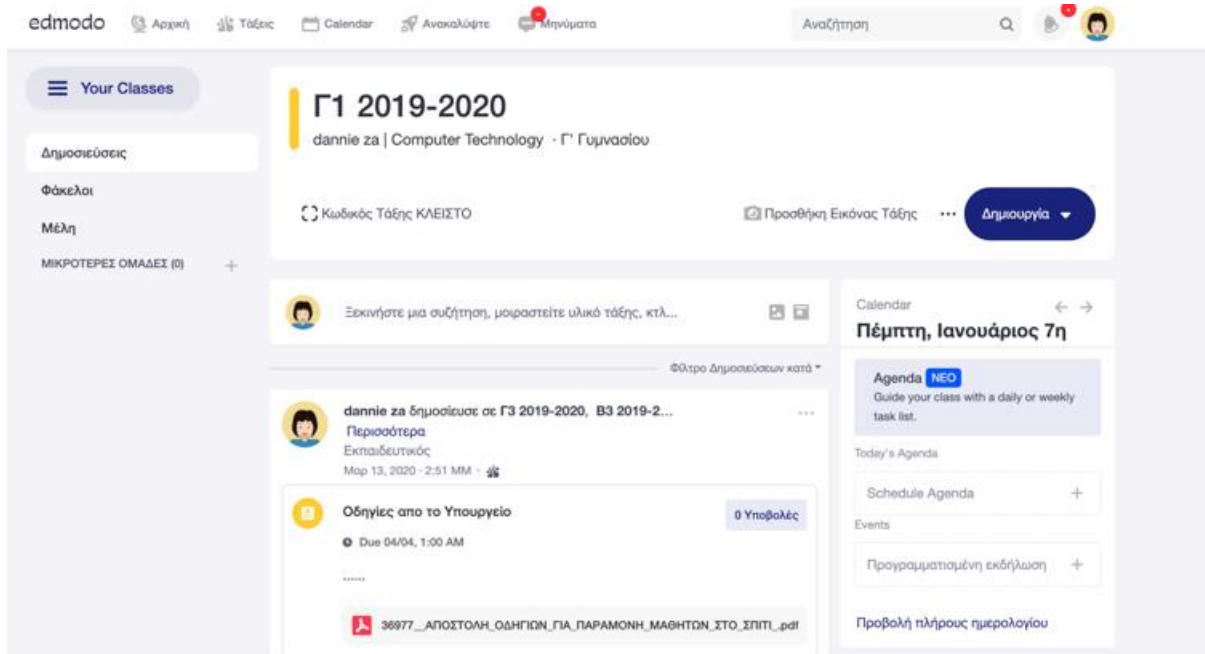 edmodo Αρχική Τάξεις Calendar Ανακαλύψτε Μηνύματα Αναζήτηση
Your Classes
Δημοσιεύσεις
Φάκελοι
Μέλη
ΜΙΚΡΟΤΕΡΕΣ ΟΜΑΔΕΣ (0) +
Γ1 2019-2020
dannie za | Computer Technology · Γ' Γυμνασίου
Κωδικός Τάξης ΚΛΕΙΣΤΟ Προσθήκη Εικόνας Τάξης ... Δημιουργία
Ξεκινήστε μια συζήτηση, μοιραστείτε υλικό τάξης, κτλ...
Φίλτρο Δημοσιεύσεων κατά
dannie za δημοσίευσε σε Γ3 2019-2020, Β3 2019-2...
Περισσότερα
Εκπαιδευτικός
Μαρ 13, 2020 · 2:51 MM ·
Οδηγίες απο το Υπουργείο 0 Υποβολές
Due 04/04, 1:00 AM
......
36977__ΑΠΟΣΤΟΛΗ_ΟΔΗΓΙΩΝ_ΓΙΑ_ΠΑΡΑΜΟΝΗ_ΜΑΘΗΤΩΝ_ΣΤΟ_ΣΠΙΤΙ_.pdf
Calendar ← →
Πέμπτη, Ιανουάριος 7η
Agenda ΝΕΟ
Guide your class with a daily or weekly
task list.
Today's Agenda
Schedule Agenda +
Events
Προγραμματισμένη εκδήλωση +
Προβολή πλήρους ημερολογίου